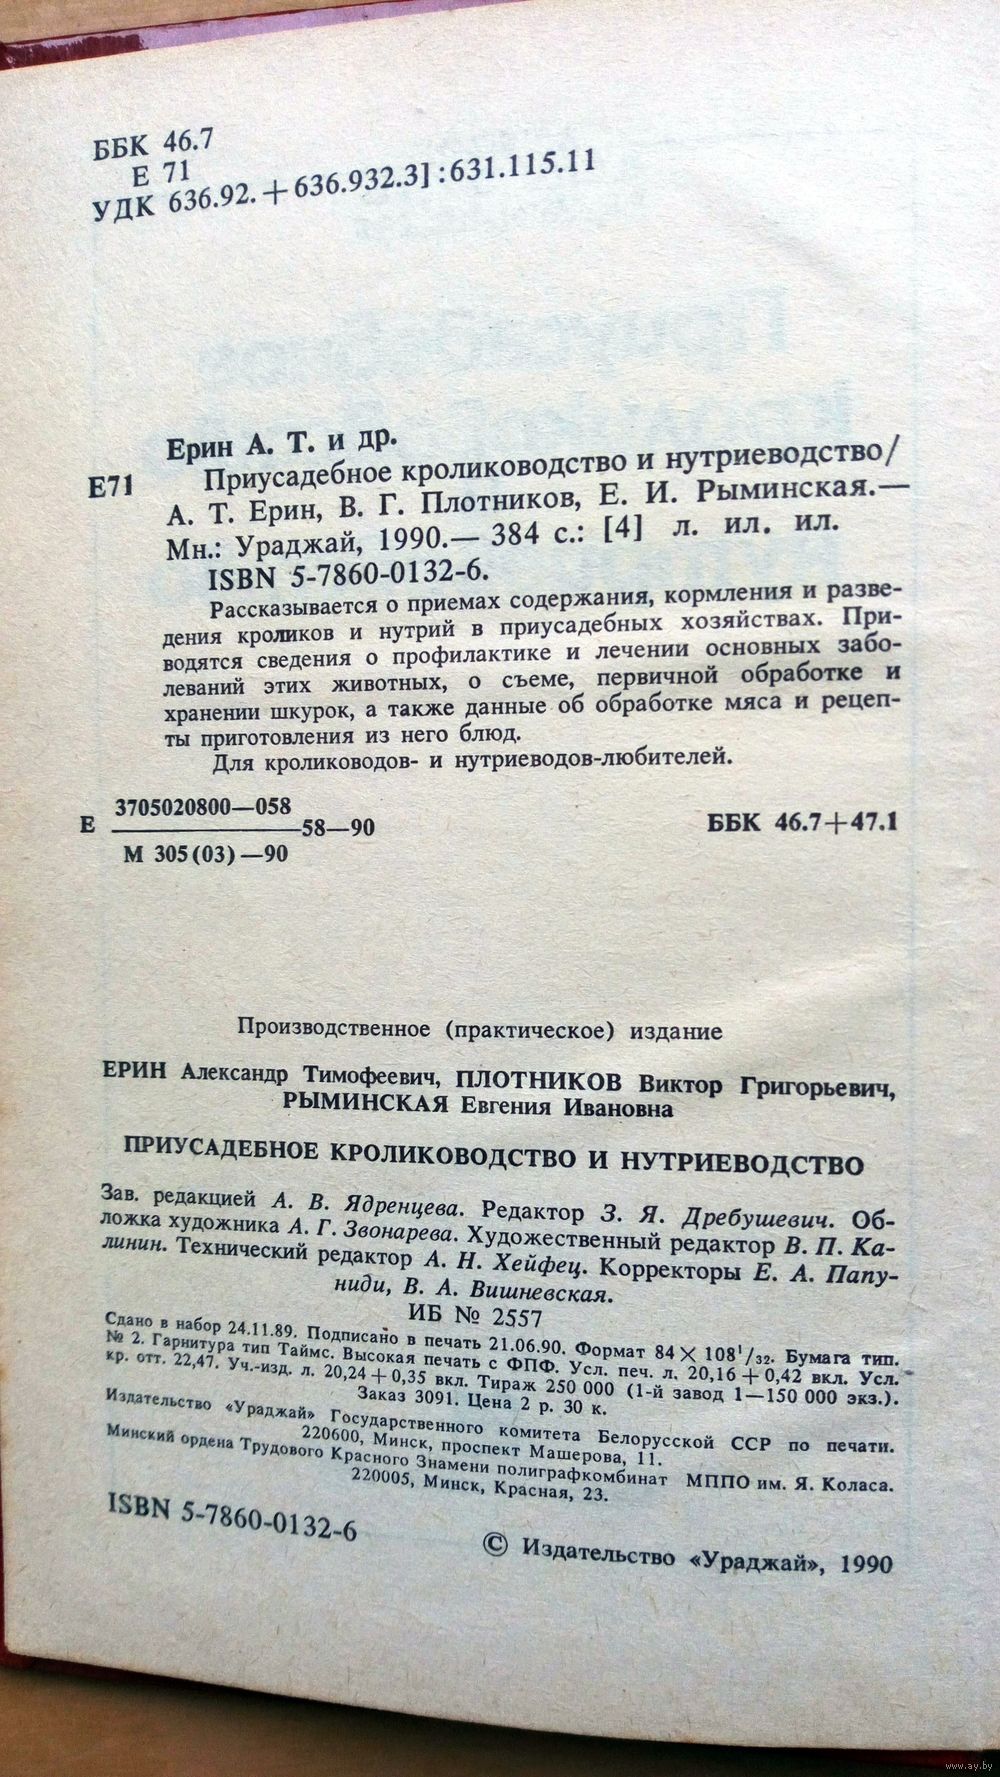 ББК 46.7
Е 71
УДК 636.92.+636.932.3]:631.115.11
Ерин А. Т. и др.
Е71 Приусадебное кролиководство и нутриеводство/
А. Т. Ерин, В. Г. Плотников, Е. И. Рыминская.—
Мн.: Ураджай, 1990.— 384 с.: [4] л. ил. ил.
ISBN 5-7860-0132-6.
Рассказывается о приемах содержания, кормления и разве-
дения кроликов и нутрий в приусадебных хозяйствах. При-
водятся сведения о профилактике и лечении основных забо-
леваний этих животных, о съеме, первичной обработке и
хранении шкурок, а также данные об обработке мяса и рецеп-
ты приготовления из него блюд.
Для кролиководов- и нутриеводов-любителей.
3705020800—058
Е 58—90 ББК 46.7+47.1
М 305(03)—90
Производственное (практическое) издание
ЕРИН Александр Тимофеевич, ПЛОТНИКОВ Виктор Григорьевич,
РЫМИНСКАЯ Евгения Ивановна
ПРИУСАДЕБНОЕ КРОЛИКОВОДСТВО И НУТРИЕВОДСТВО
Зав. редакцией А. В. Ядренцева. Редактор З. Я. Дребушевич. Об-
ложка художника А. Г. Звонарева. Художественный редактор В. П. Ка-
линин. Технический редактор А. Н. Хейфец. Корректоры Е. А. Папу-
ниди, В. А. Вишневская.
ИБ № 2557
Сдано в набор 24.11.89. Подписано в печать 21.06.90. Формат 84×108¹/₃₂. Бумага тип.
№ 2. Гарнитура тип Таймс. Высокая печать с ФПФ. Усл. печ. л. 20,16+0,42 вкл. Усл.
кр. отт. 22,47. Уч.-изд. л. 20,24+0,35 вкл. Тираж 250 000 (1-й завод 1—150 000 экз.).
Заказ 3091. Цена 2 р. 30 к.
Издательство «Ураджай» Государственного комитета Белорусской ССР по печати.
220600, Минск, проспект Машерова, 11.
Минский ордена Трудового Красного Знамени полиграфкомбинат МППО им. Я. Коласа.
220005, Минск, Красная, 23.
ISBN 5-7860-0132-6
© Издательство «Ураджай», 1990
www.ay.by